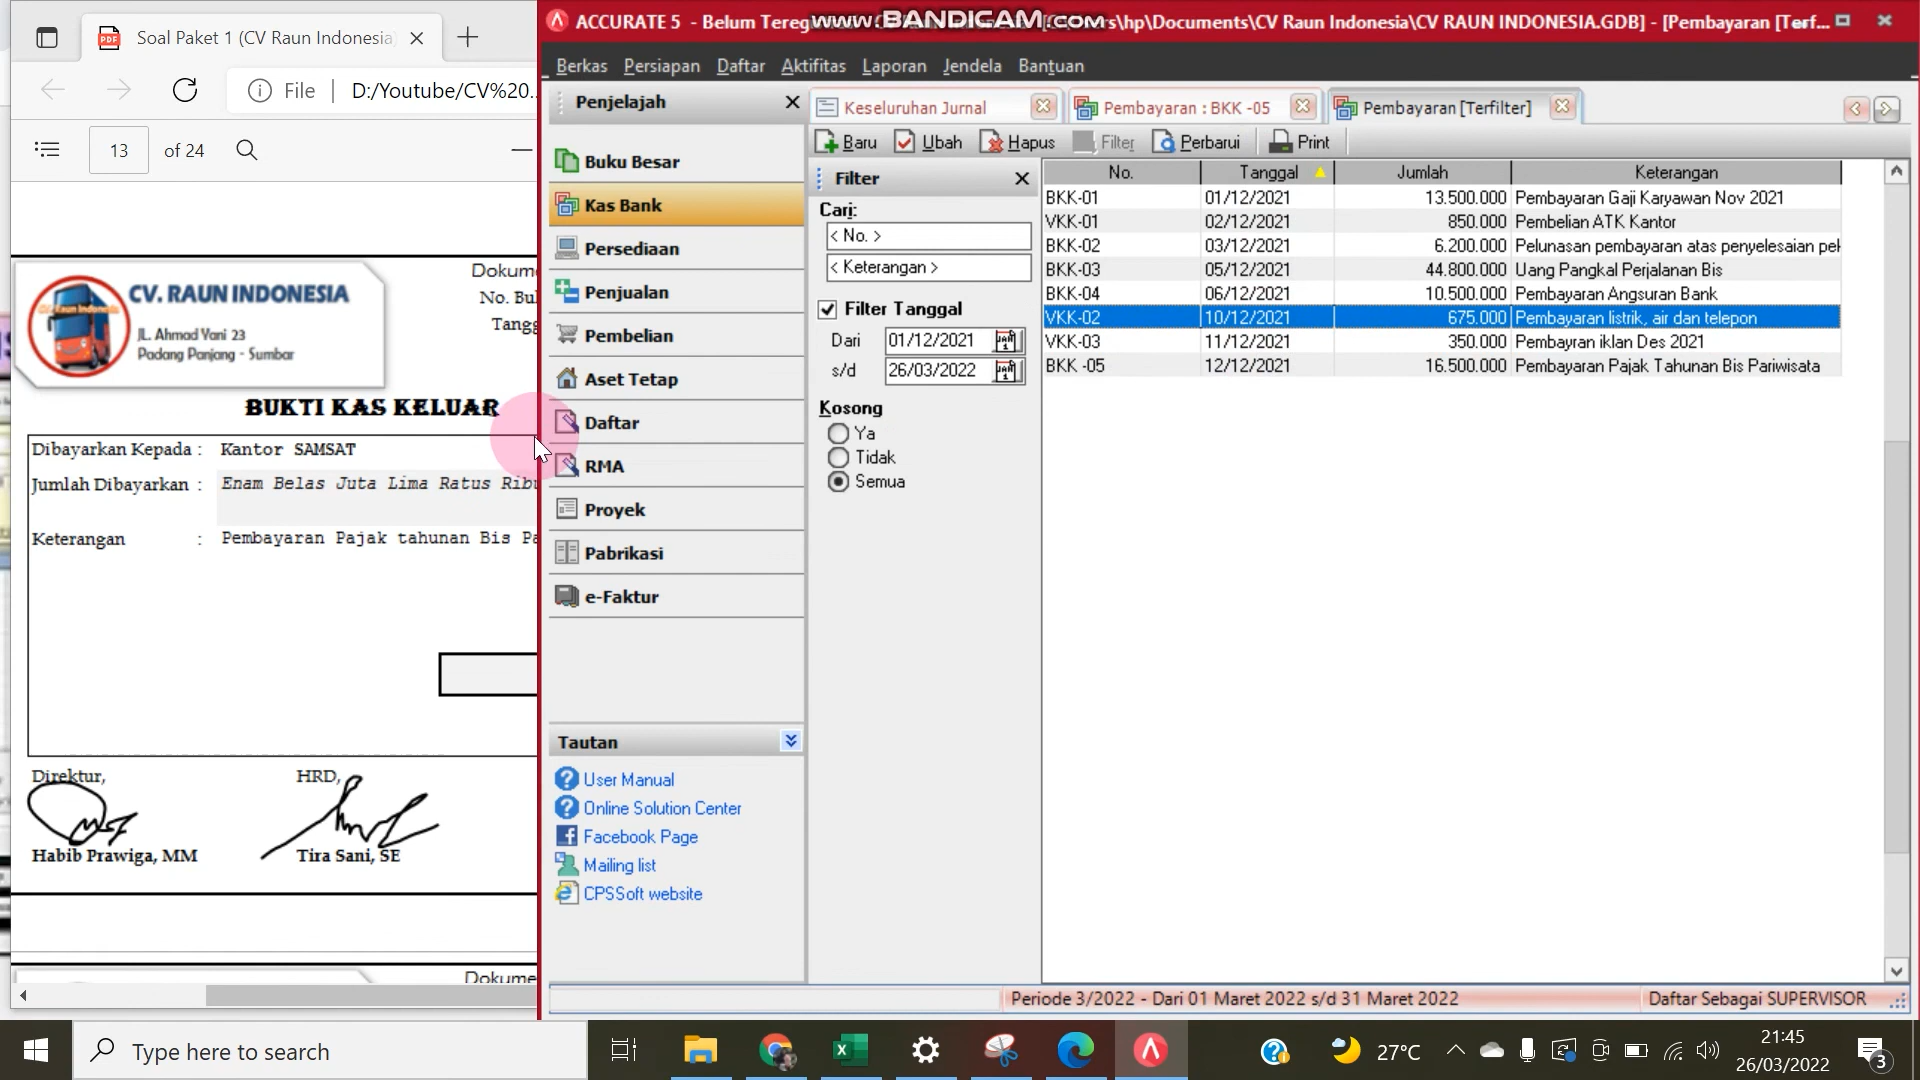 Soal Paket 1 (CV Raun Indonesia)
File
D:/Youtube/CV%20...
13
of 24
CV. RAUN INDONESIA
JL. Ahmad Yani 23
Padang Panjang - Sumbar
Dokume
No. Bu
Tangg
BUKTI KAS KELUAR
Dibayarkan Kepada : Kantor SAMSAT
Jumlah Dibayarkan : Enam Belas Juta Lima Ratus Ribu
Keterangan : Pembayaran Pajak tahunan Bis Pa
Direktur,
HRD,
Habib Prawiga, MM
Tira Sani, SE
Dokume
www.BANDICAM.com
ACCURATE 5 - Belum Tereg
s\hp\Documents\CV Raun Indonesia\CV RAUN INDONESIA.GDB] - [Pembayaran [Terf...
Berkas Persiapan Daftar Aktifitas Laporan Jendela Bantuan
Penjelajah
Keseluruhan Jurnal
Pembayaran : BKK -05
Pembayaran [Terfilter]
Baru Ubah Hapus Filter Perbarui Print
Buku Besar
Kas Bank
Persediaan
Penjualan
Pembelian
Aset Tetap
Daftar
RMA
Proyek
Pabrikasi
e-Faktur
Tautan
User Manual
Online Solution Center
Facebook Page
Mailing list
CPSSoft website
Filter
Cari:
< No. >
< Keterangan >
Filter Tanggal
Dari 01/12/2021
s/d 26/03/2022
Kosong
Ya
Tidak
Semua
No. Tanggal Jumlah Keterangan
BKK-01 01/12/2021 13.500.000 Pembayaran Gaji Karyawan Nov 2021
VKK-01 02/12/2021 850.000 Pembelian ATK Kantor
BKK-02 03/12/2021 6.200.000 Pelunasan pembayaran atas penyelesaian pek
BKK-03 05/12/2021 44.800.000 Uang Pangkal Perjalanan Bis
BKK-04 06/12/2021 10.500.000 Pembayaran Angsuran Bank
VKK-02 10/12/2021 675.000 Pembayaran listrik, air dan telepon
VKK-03 11/12/2021 350.000 Pembayran iklan Des 2021
BKK -05 12/12/2021 16.500.000 Pembayaran Pajak Tahunan Bis Pariwisata
Periode 3/2022 - Dari 01 Maret 2022 s/d 31 Maret 2022
Daftar Sebagai SUPERVISOR
Type here to search
27°C
21:45
26/03/2022
3